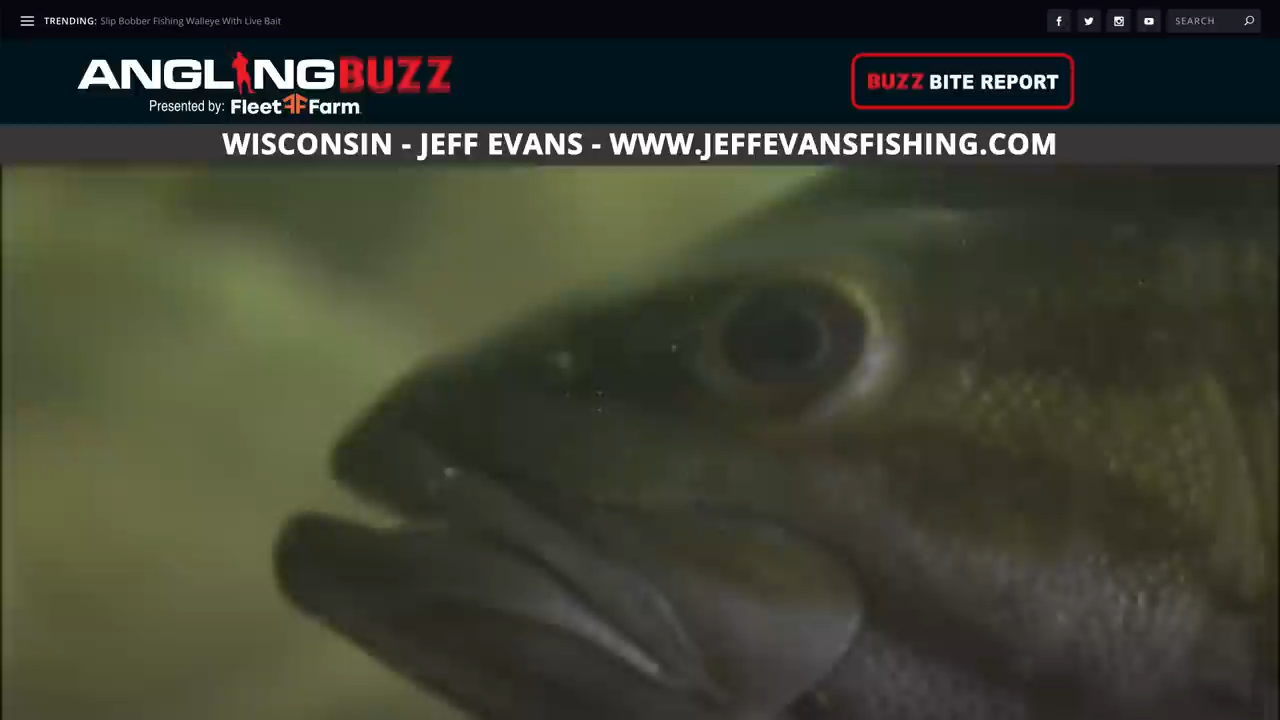 TRENDING: Slip Bobber Fishing Walleye With Live Bait
SEARCH
ANGLINGBUZZ
Presented by: Fleet Farm
BUZZ BITE REPORT
WISCONSIN - JEFF EVANS - WWW.JEFFEVANSFISHING.COM